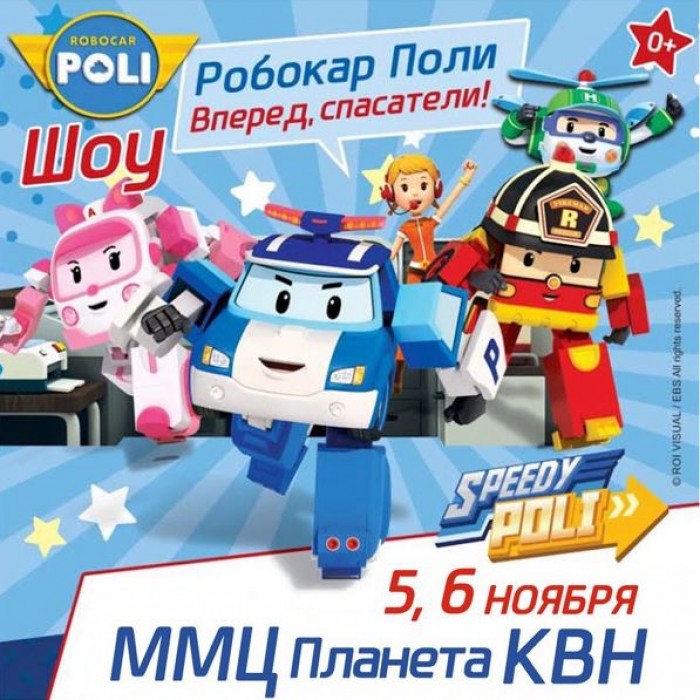 ROBOCAR
POLI
Шоу
Робокар Поли
Вперед, спасатели!
0+
H
A
FIREMAN
R
P
© ROI VISUAL / EBS All rights reserved.
SPEEDY
POLI
5, 6 НОЯБРЯ
ММЦ Планета КВН